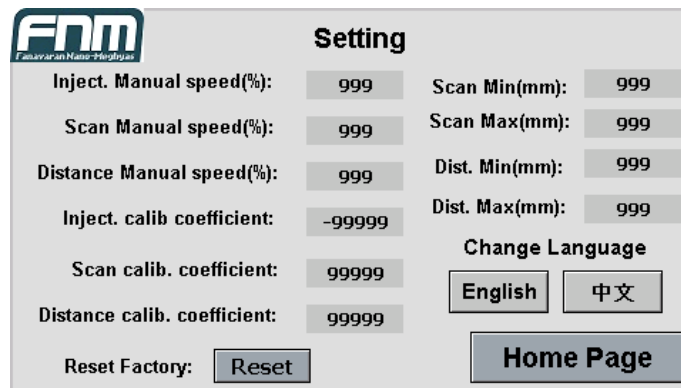 FNM
Fanavaran Nano-Meghyas
Setting
Inject. Manual speed(%): 999
Scan Manual speed(%): 999
Distance Manual speed(%): 999
Inject. calib coefficient: -99999
Scan calib. coefficient: 99999
Distance calib. coefficient: 99999
Reset Factory: Reset
Scan Min(mm): 999
Scan Max(mm): 999
Dist. Min(mm): 999
Dist. Max(mm): 999
Change Language
English 中文
Home Page